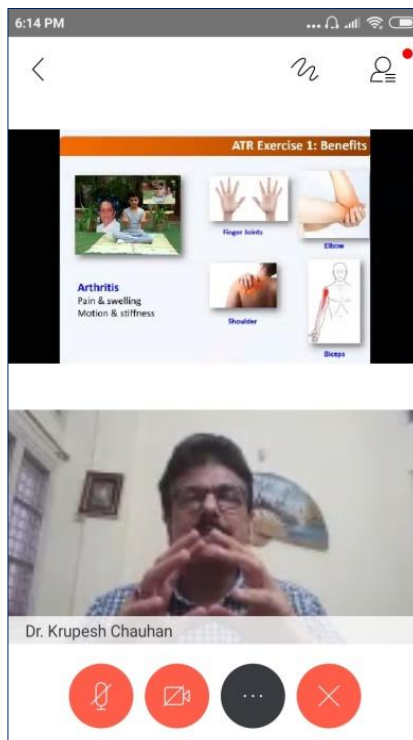 6:14 PM
ATR Exercise 1: Benefits
Finger Joints
Elbow
Arthritis
Pain & swelling
Motion & stiffness
Shoulder
Biceps
Dr. Krupesh Chauhan